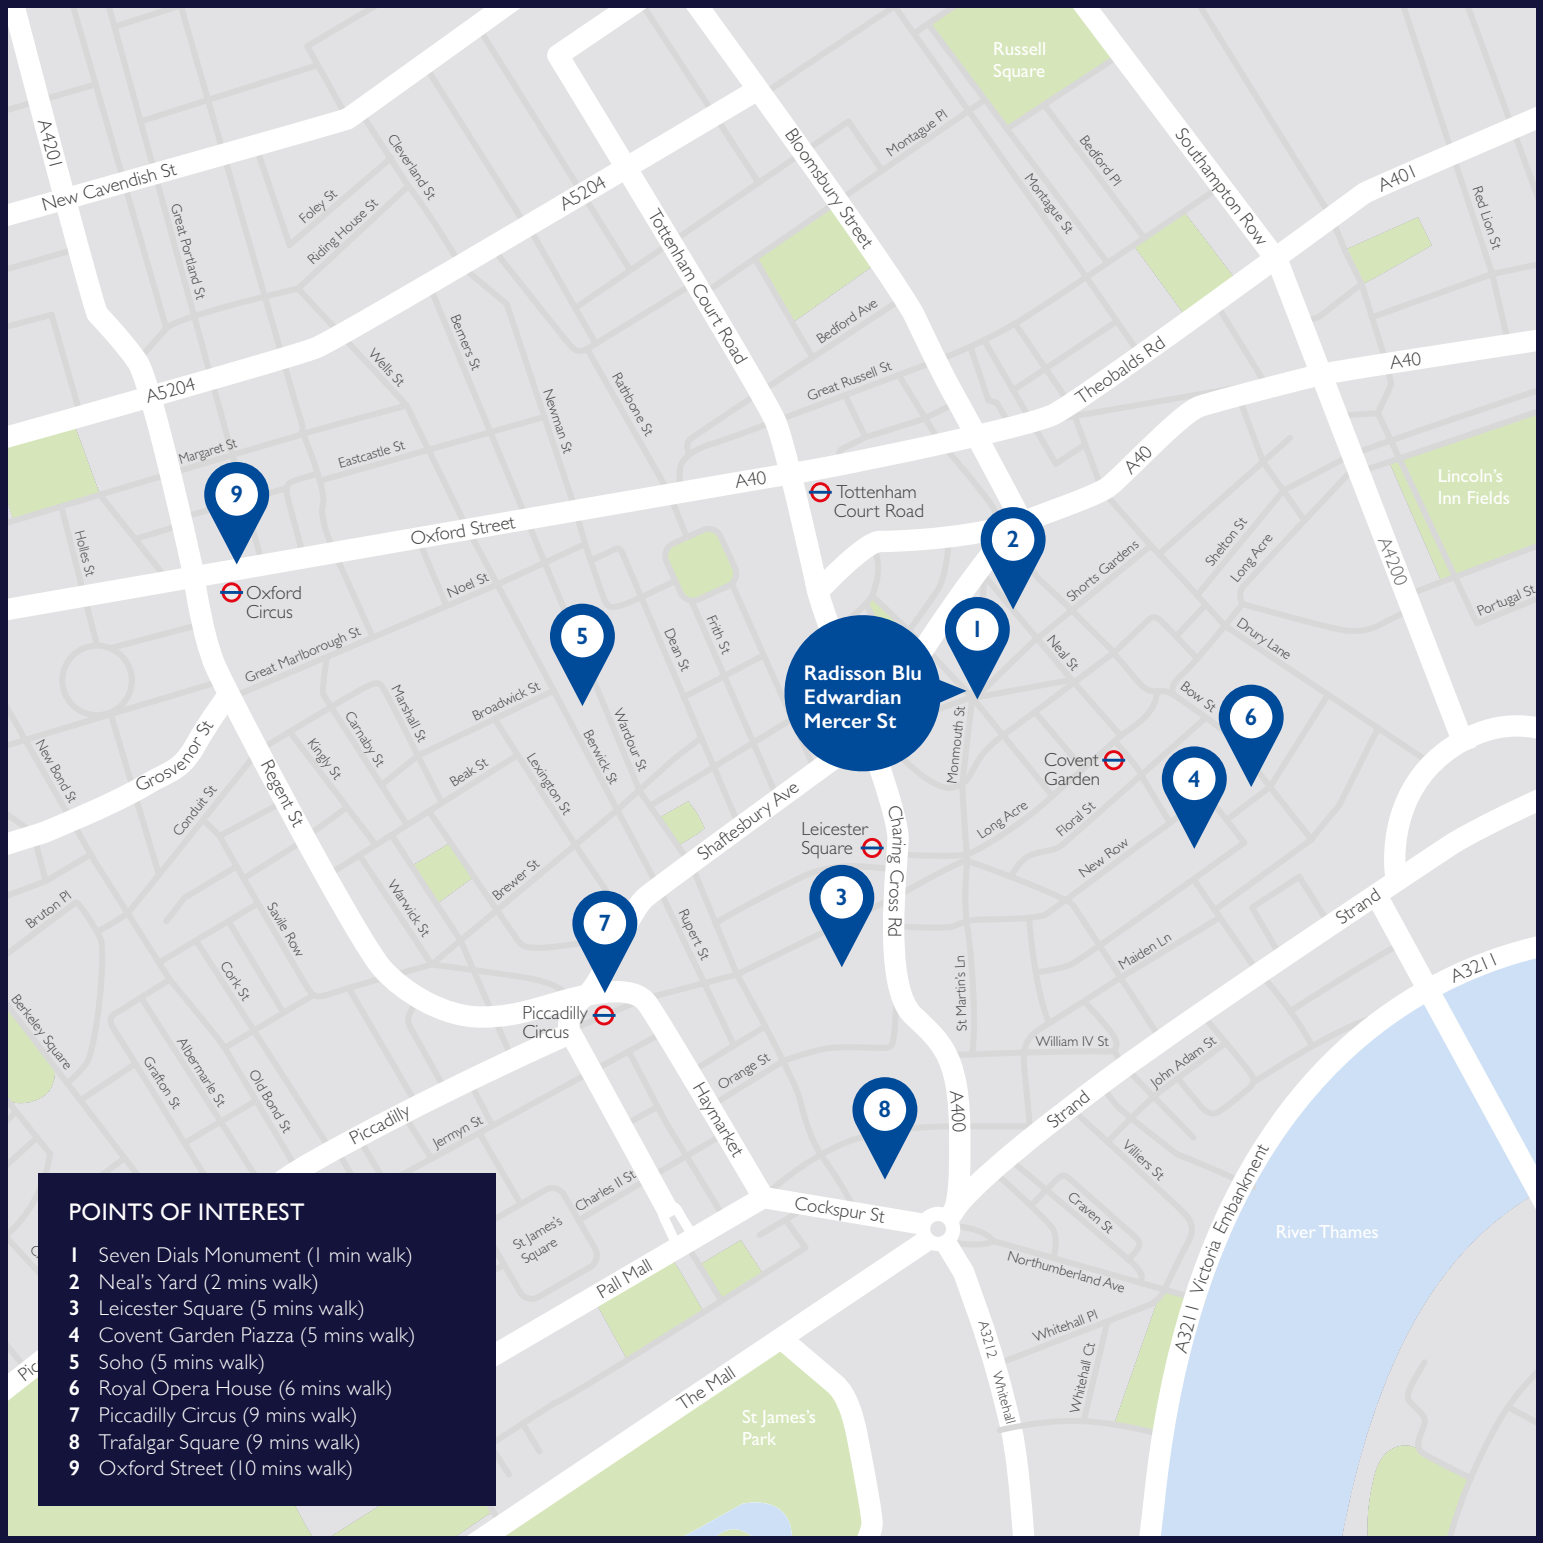 Russell
Square
A4201
New Cavendish St
Cleverland St
Foley St
Riding House St
Great Portland St
A5204
Tottenham Court Road
Bloomsbury Street
Montague Pl
Montague St
Bedford Pl
Southampton Row
A401
Red Lion St
Bedford Ave
Great Russell St
Theobalds Rd
A40
A5204
Wells St
Berners St
Newman St
Rathbone St
Margaret St
Eastcastle St
9
Holles St
Oxford
Circus
Oxford Street
A40
Tottenham
Court Road
A40
Lincoln's
Inn Fields
A4200
Portugal St
2
1
Shorts Gardens
Shelton St
Long Acre
Drury Lane
Neal St
Bow St
6
4
Noel St
Great Marlborough St
5
Dean St
Frith St
Radisson Blu
Edwardian
Mercer St
Monmouth St
Covent
Garden
Long Acre
Floral St
New Row
New Bond St
Grosvenor St
Conduit St
Regent St
Kingly St
Carnaby St
Marshall St
Broadwick St
Beak St
Lexington St
Berwick St
Wardour St
Shaftesbury Ave
Leicester
Square
Charing Cross Rd
3
Bruton Pl
Savile Row
Warwick St
Brewer St
7
Rupert St
Maiden Ln
Strand
A3211
Berkeley Square
Cork St
Grafton St
Albermarle St
Old Bond St
Piccadilly
Circus
St Martin's Ln
William IV St
John Adam St
Orange St
Haymarket
8
A400
Strand
Piccadilly
Jermyn St
Charles II St
St James's
Square
Cockspur St
Villiers St
Craven St
Northumberland Ave
Victoria Embankment
A3211
River Thames
Pall Mall
The Mall
St James's
Park
A3212
Whitehall
Whitehall Pl
Whitehall Ct
Pic
POINTS OF INTEREST
1 Seven Dials Monument (1 min walk)
2 Neal's Yard (2 mins walk)
3 Leicester Square (5 mins walk)
4 Covent Garden Piazza (5 mins walk)
5 Soho (5 mins walk)
6 Royal Opera House (6 mins walk)
7 Piccadilly Circus (9 mins walk)
8 Trafalgar Square (9 mins walk)
9 Oxford Street (10 mins walk)